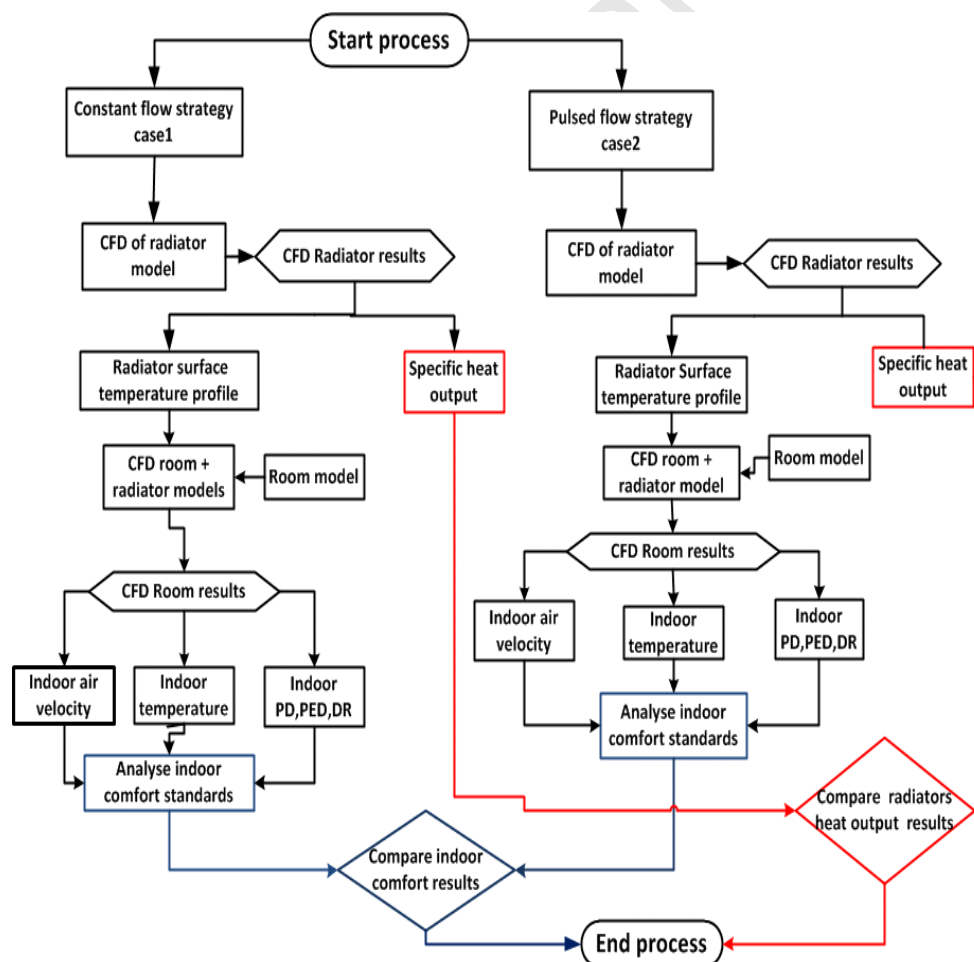 Start process
Constant flow strategy
case1
Pulsed flow strategy
case2
CFD of radiator
model
CFD Radiator results
CFD of radiator
model
CFD Radiator results
Radiator surface
temperature profile
Specific heat
output
Radiator Surface
temperature profile
Specific heat
output
CFD room +
radiator models
Room model
CFD room +
radiator model
Room model
CFD Room results
CFD Room results
Indoor air
velocity
Indoor
temperature
Indoor
PD,PED,DR
Indoor air
velocity
Indoor
temperature
Indoor
PD,PED,DR
Analyse indoor
comfort standards
Analyse indoor
comfort standards
Compare indoor
comfort results
Compare radiators
heat output results
End process